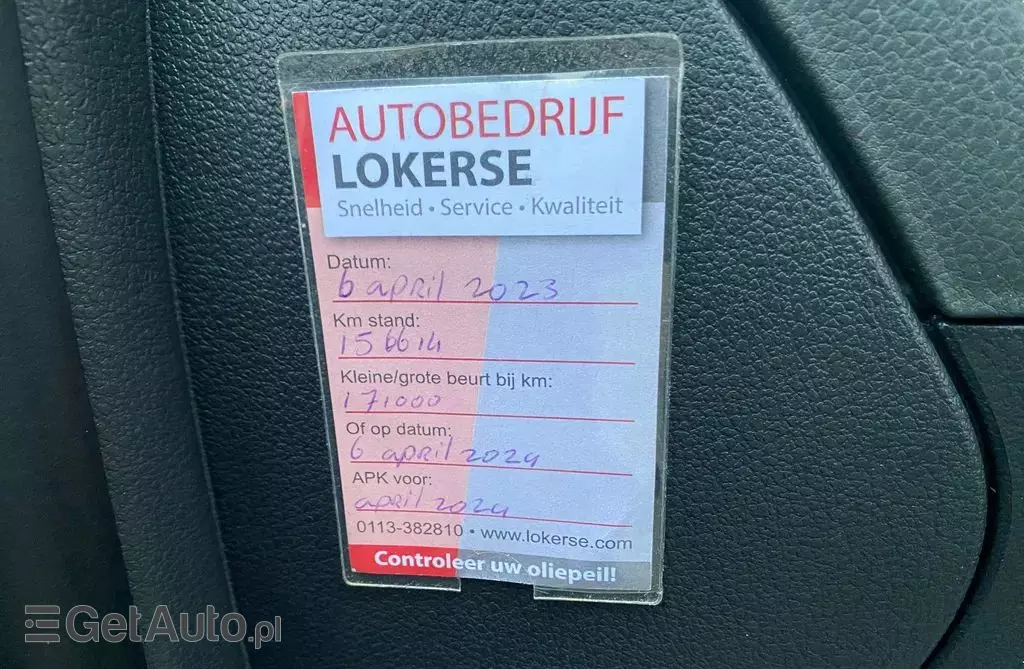 AUTOBEDRIJF
LOKERSE
Snelheid • Service • Kwaliteit
Datum:
6 april 2023
Km stand:
156614
Kleine/grote beurt bij km:
171000
Of op datum:
6 april 2024
APK voor:
april 2024
0113-382810 • www.lokerse.com
Controleer uw oliepeil!
GetAuto.pl